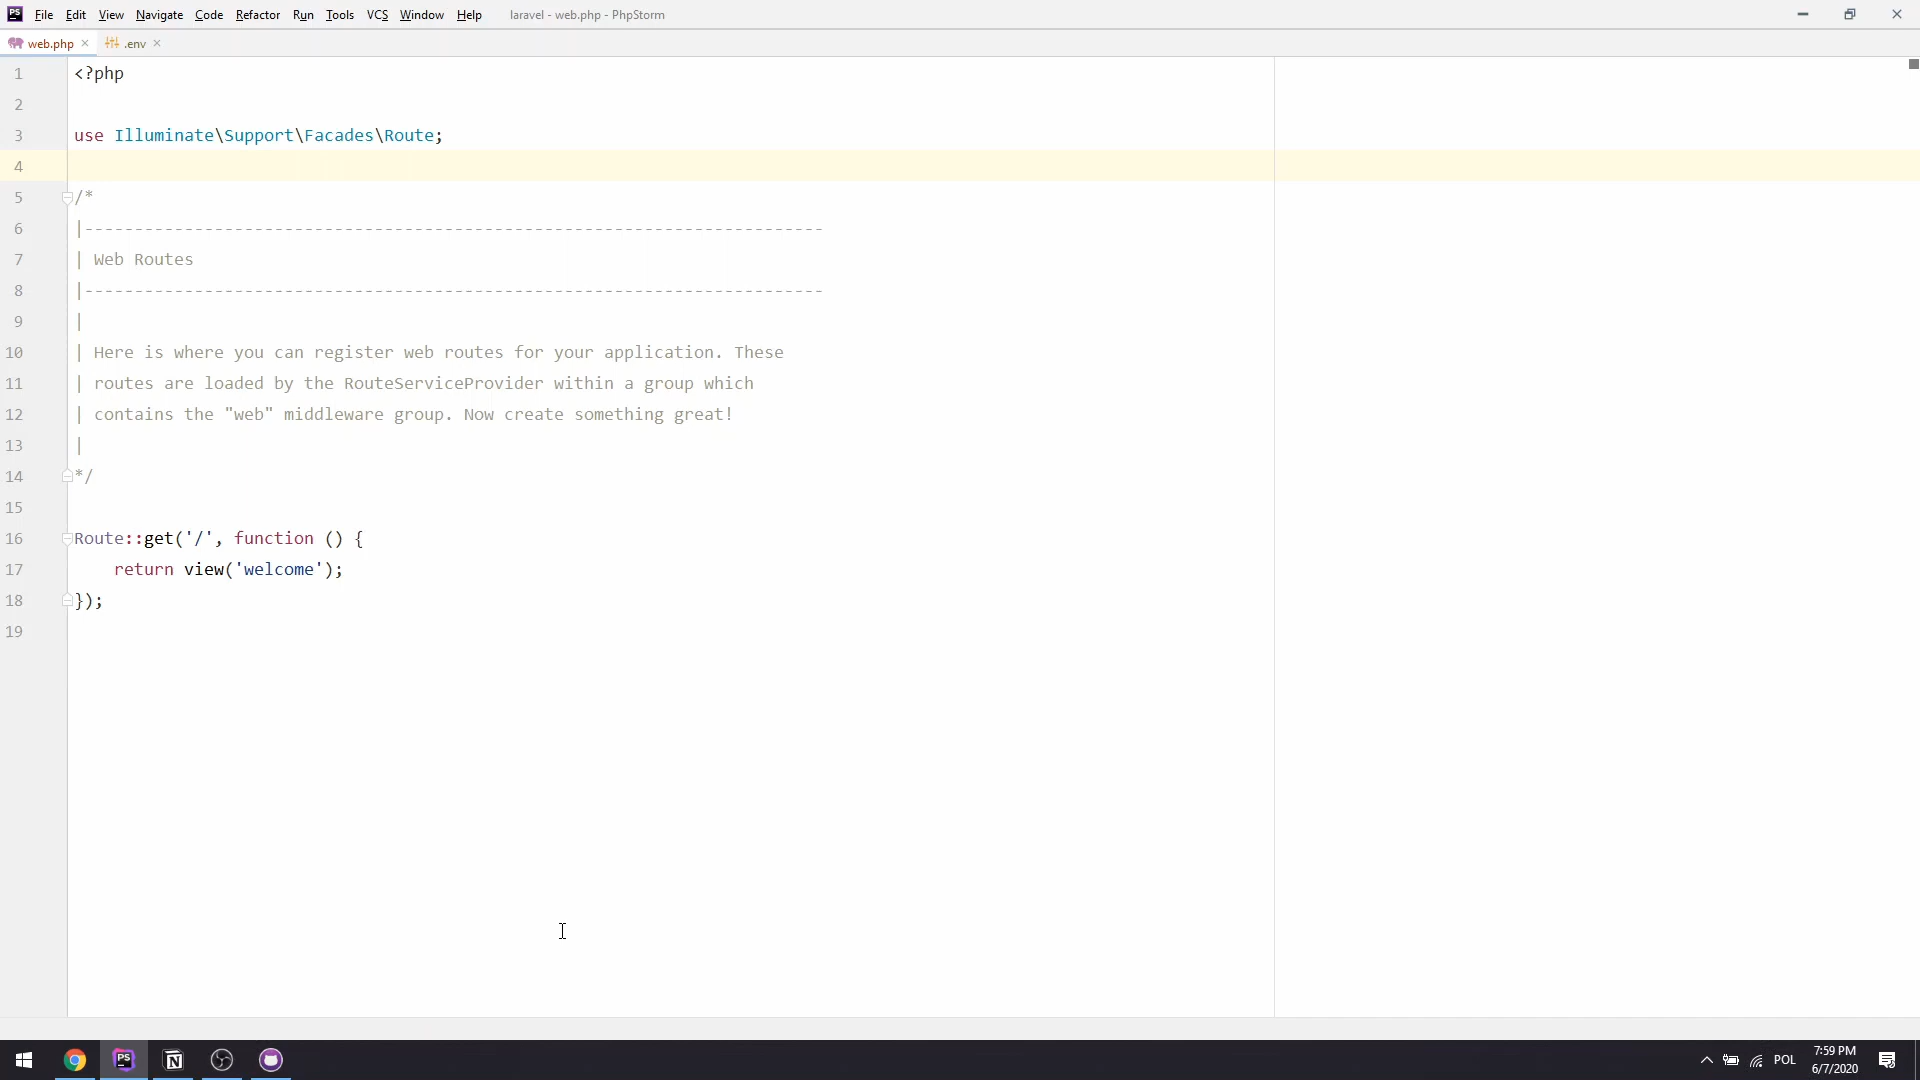 PS File Edit View Navigate Code Refactor Run Tools VCS Window Help laravel - web.php - PhpStorm
web.php .env
1 <?php
2
3 use Illuminate\Support\Facades\Route;
4
5 /*
6 |--------------------------------------------------------------------------
7 | Web Routes
8 |--------------------------------------------------------------------------
9 |
10 | Here is where you can register web routes for your application. These
11 | routes are loaded by the RouteServiceProvider within a group which
12 | contains the "web" middleware group. Now create something great!
13 |
14 */
15
16 Route::get('/', function () {
17     return view('welcome');
18 });
19
PS N POL 7:59 PM
6/7/2020